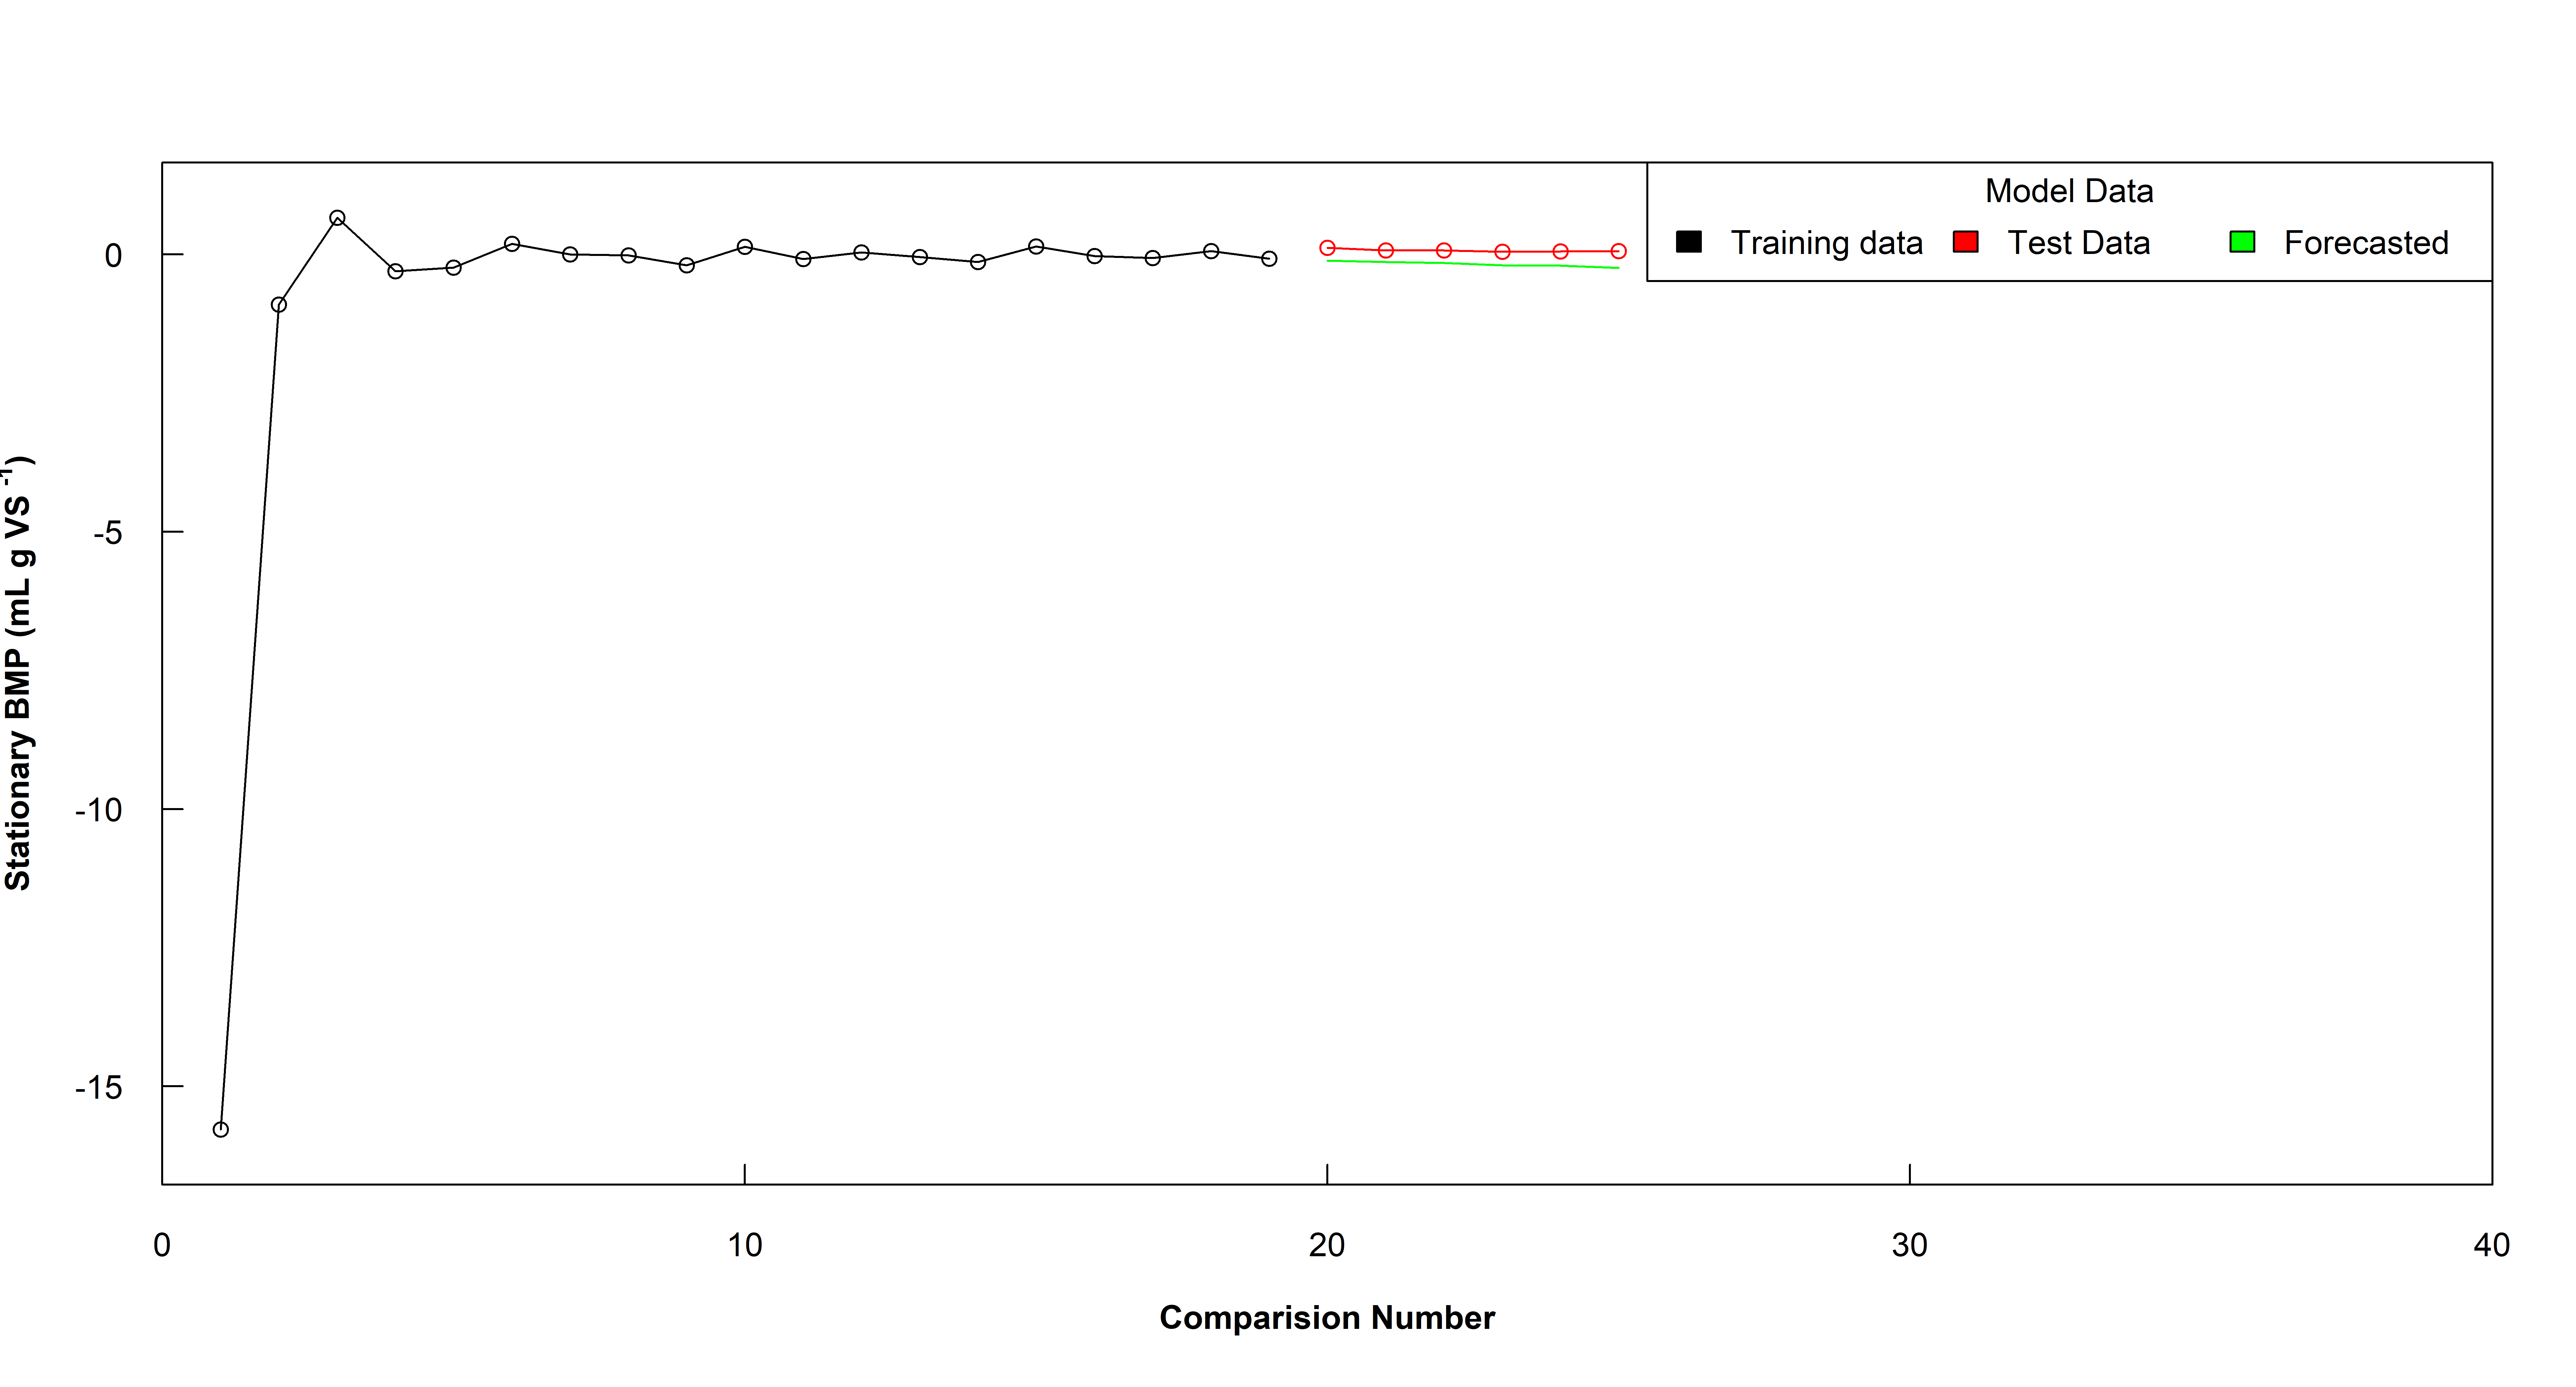 Model Data
Training data
Test Data
Forecasted
0
-5
-10
-15
Stationary BMP (mL g VS -1)
0
10
20
30
40
Comparision Number